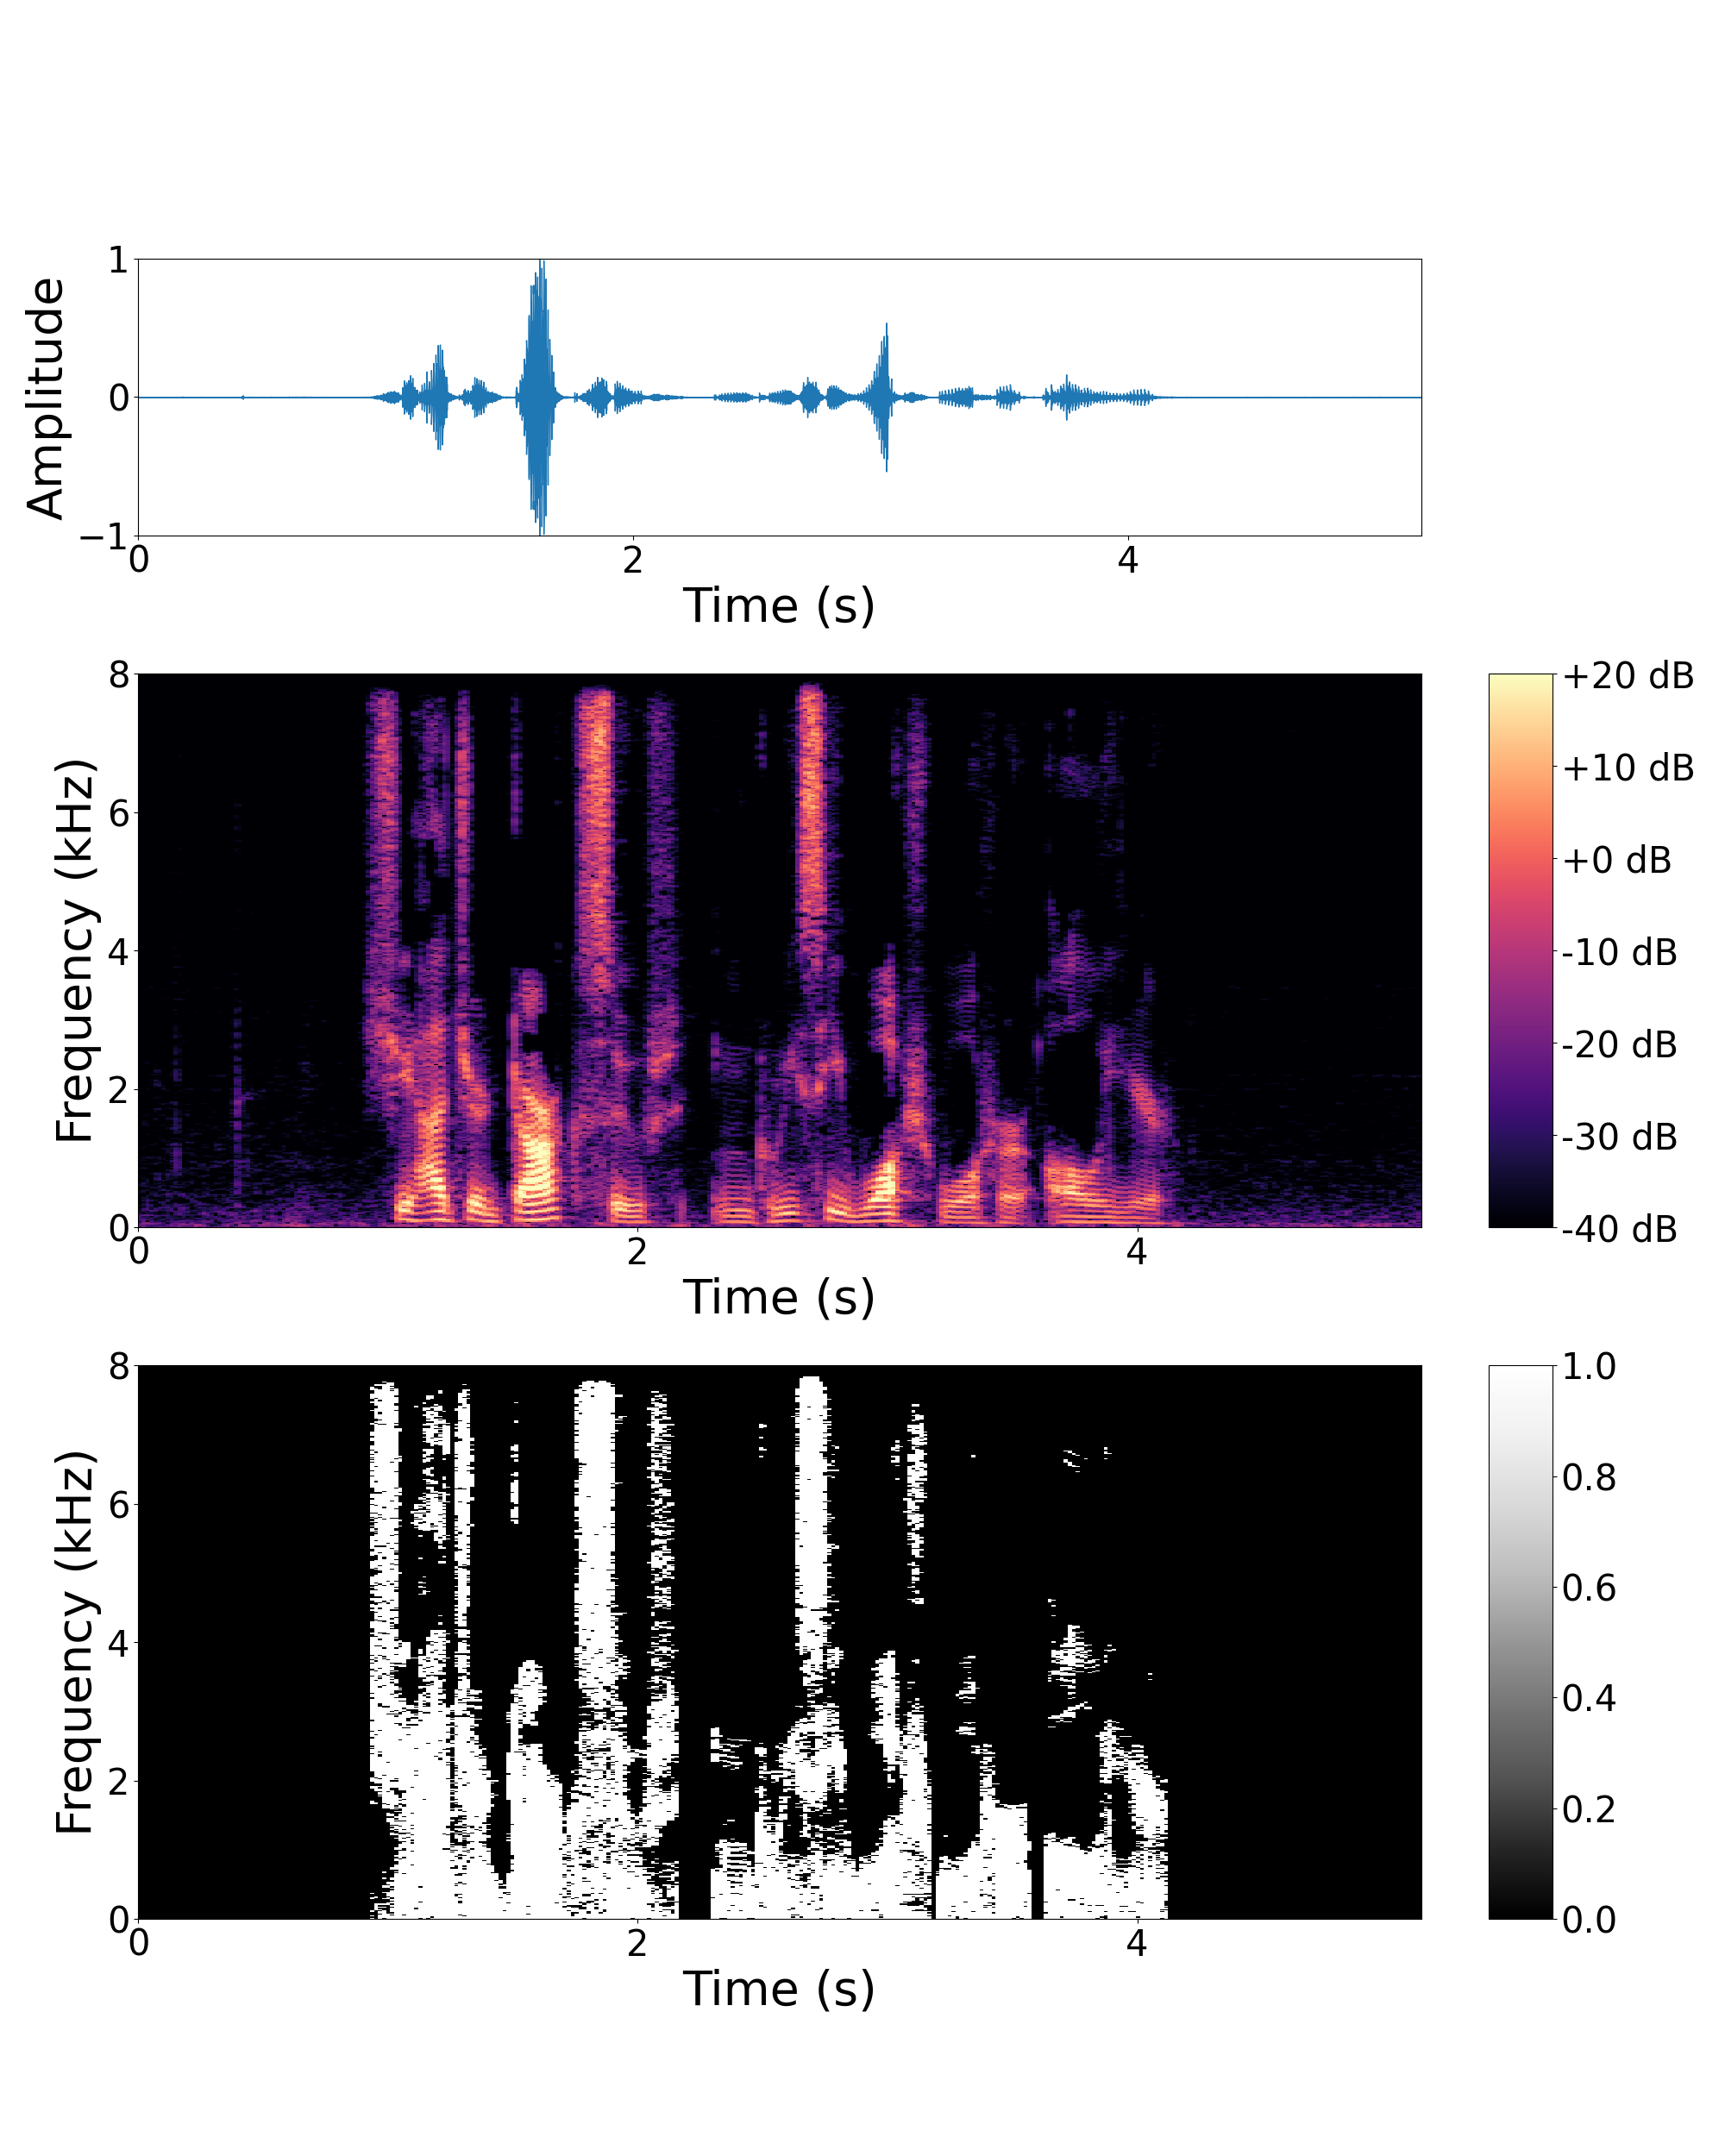 Amplitude
1
0
−1
0 2 4
Time (s)
Frequency (kHz)
8
6
4
2
0
0 2 4
Time (s)
+20 dB
+10 dB
+0 dB
-10 dB
-20 dB
-30 dB
-40 dB
Frequency (kHz)
8
6
4
2
0
0 2 4
Time (s)
1.0
0.8
0.6
0.4
0.2
0.0